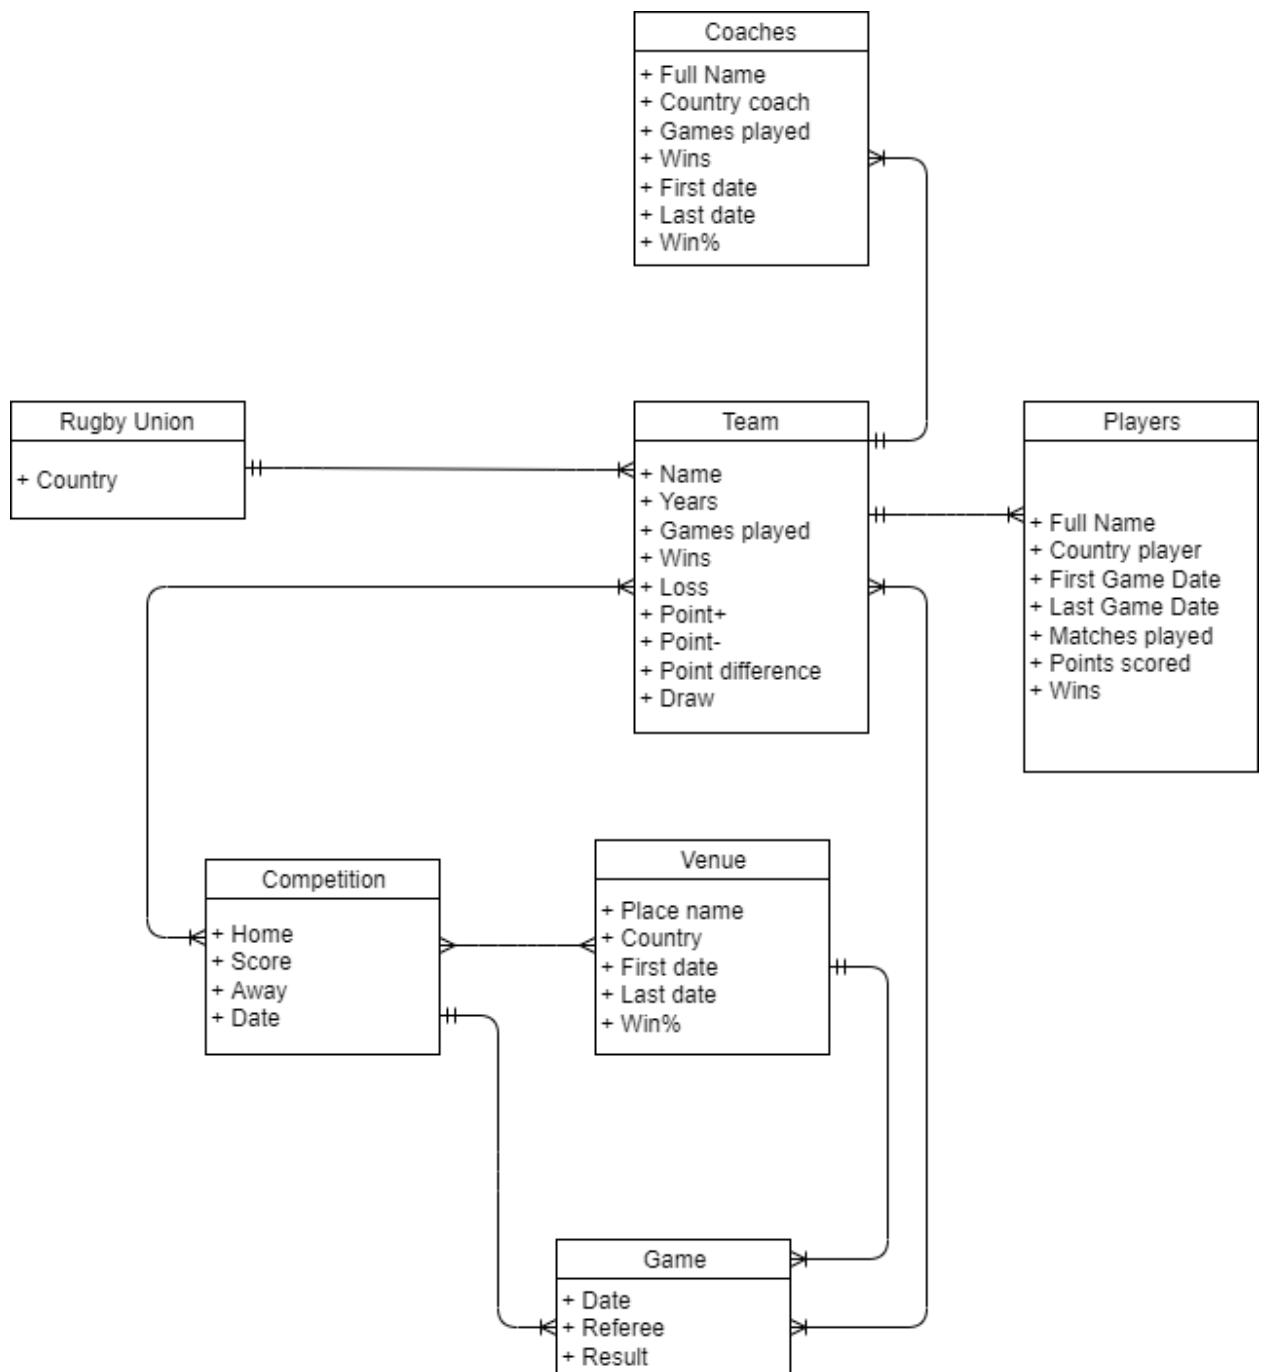 Coaches
+ Full Name
+ Country coach
+ Games played
+ Wins
+ First date
+ Last date
+ Win%
Rugby Union
+ Country
Team
+ Name
+ Years
+ Games played
+ Wins
+ Loss
+ Point+
+ Point-
+ Point difference
+ Draw
Players
+ Full Name
+ Country player
+ First Game Date
+ Last Game Date
+ Matches played
+ Points scored
+ Wins
Competition
+ Home
+ Score
+ Away
+ Date
Venue
+ Place name
+ Country
+ First date
+ Last date
+ Win%
Game
+ Date
+ Referee
+ Result